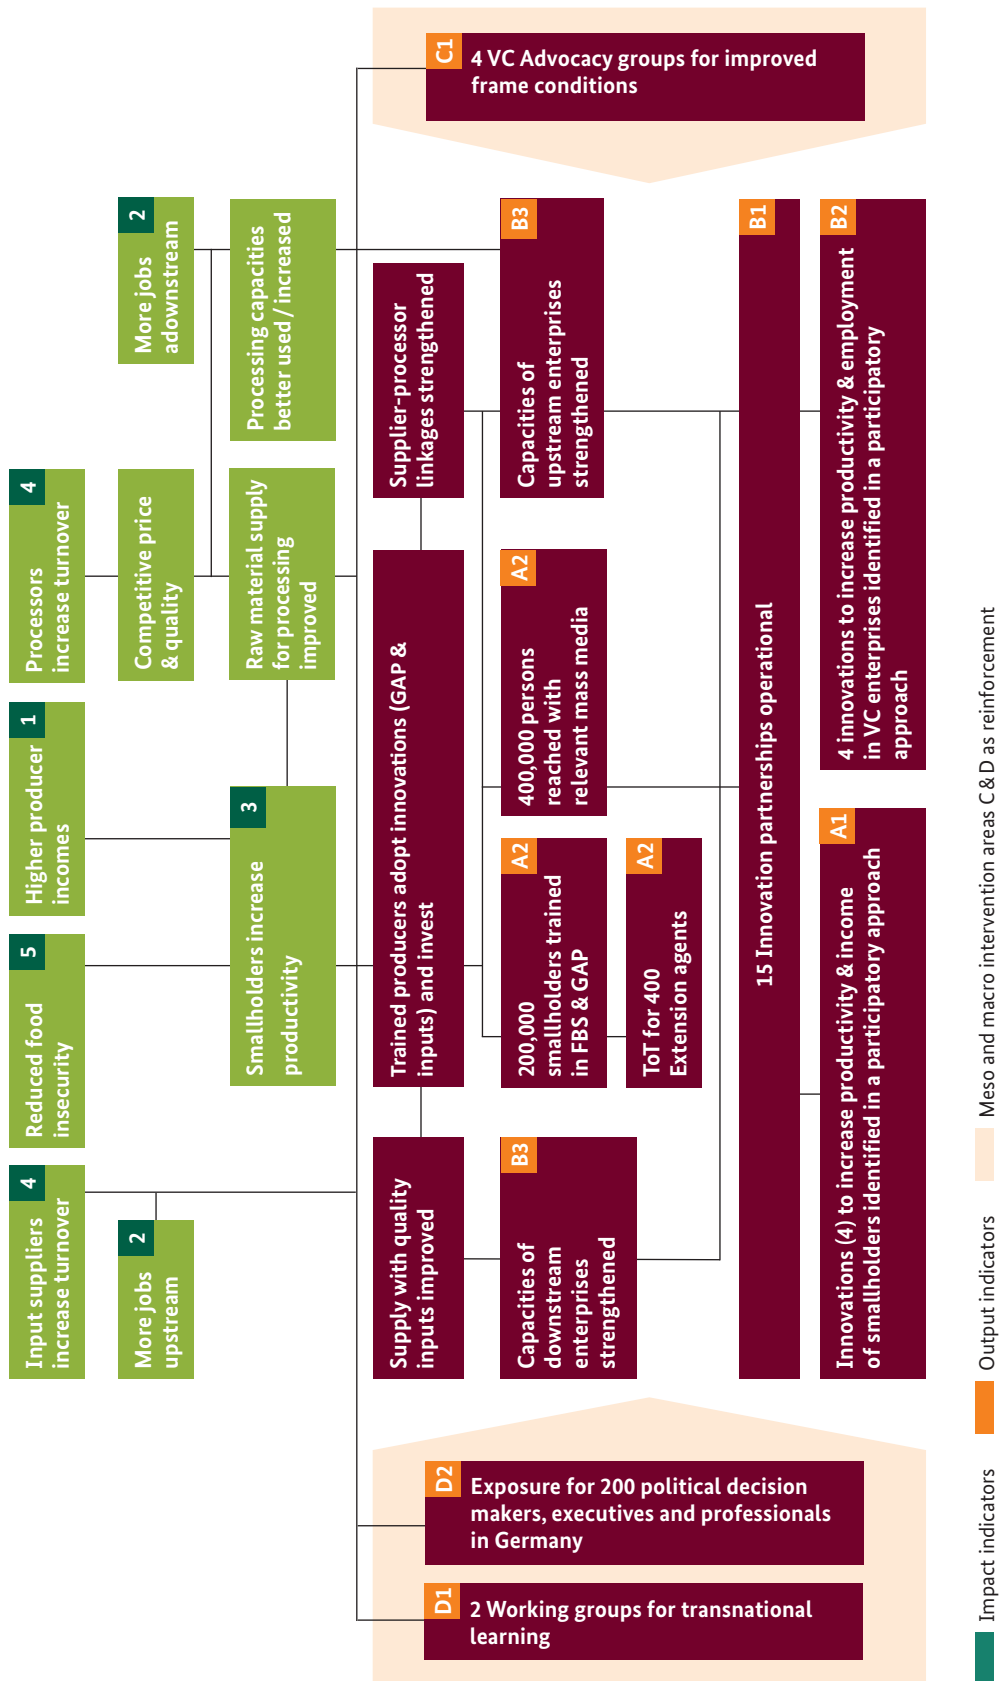 4
Input suppliers
increase turnover
5
Reduced food
insecurity
1
Higher producer
incomes
4
Processors
increase turnover
2
More jobs
upstream
Competitive price
& quality
2
More jobs
adownstream
3
Smallholders increase
productivity
Raw material supply
for processing
improved
Processing capacities
better used / increased
Supply with quality
inputs improved
Trained producers adopt innovations (GAP &
inputs) and invest
Supplier-processor
linkages strengthened
B3
Capacities of
downstream
enterprises
strengthened
A2
200,000
smallholders trained
in FBS & GAP
A2
400,000 persons
reached with
relevant mass media
B3
Capacities of
upstream enterprises
strengthened
A2
ToT for 400
Extension agents
B1
15 Innovation partnerships operational
A1
Innovations (4) to increase productivity & income
of smallholders identified in a participatory approach
B2
4 innovations to increase productivity & employment
in VC enterprises identified in a participatory
approach
D1
2 Working groups for transnational
learning
D2
Exposure for 200 political decision
makers, executives and professionals
in Germany
C1
4 VC Advocacy groups for improved
frame conditions
Impact indicators
Output indicators
Meso and macro intervention areas C & D as reinforcement